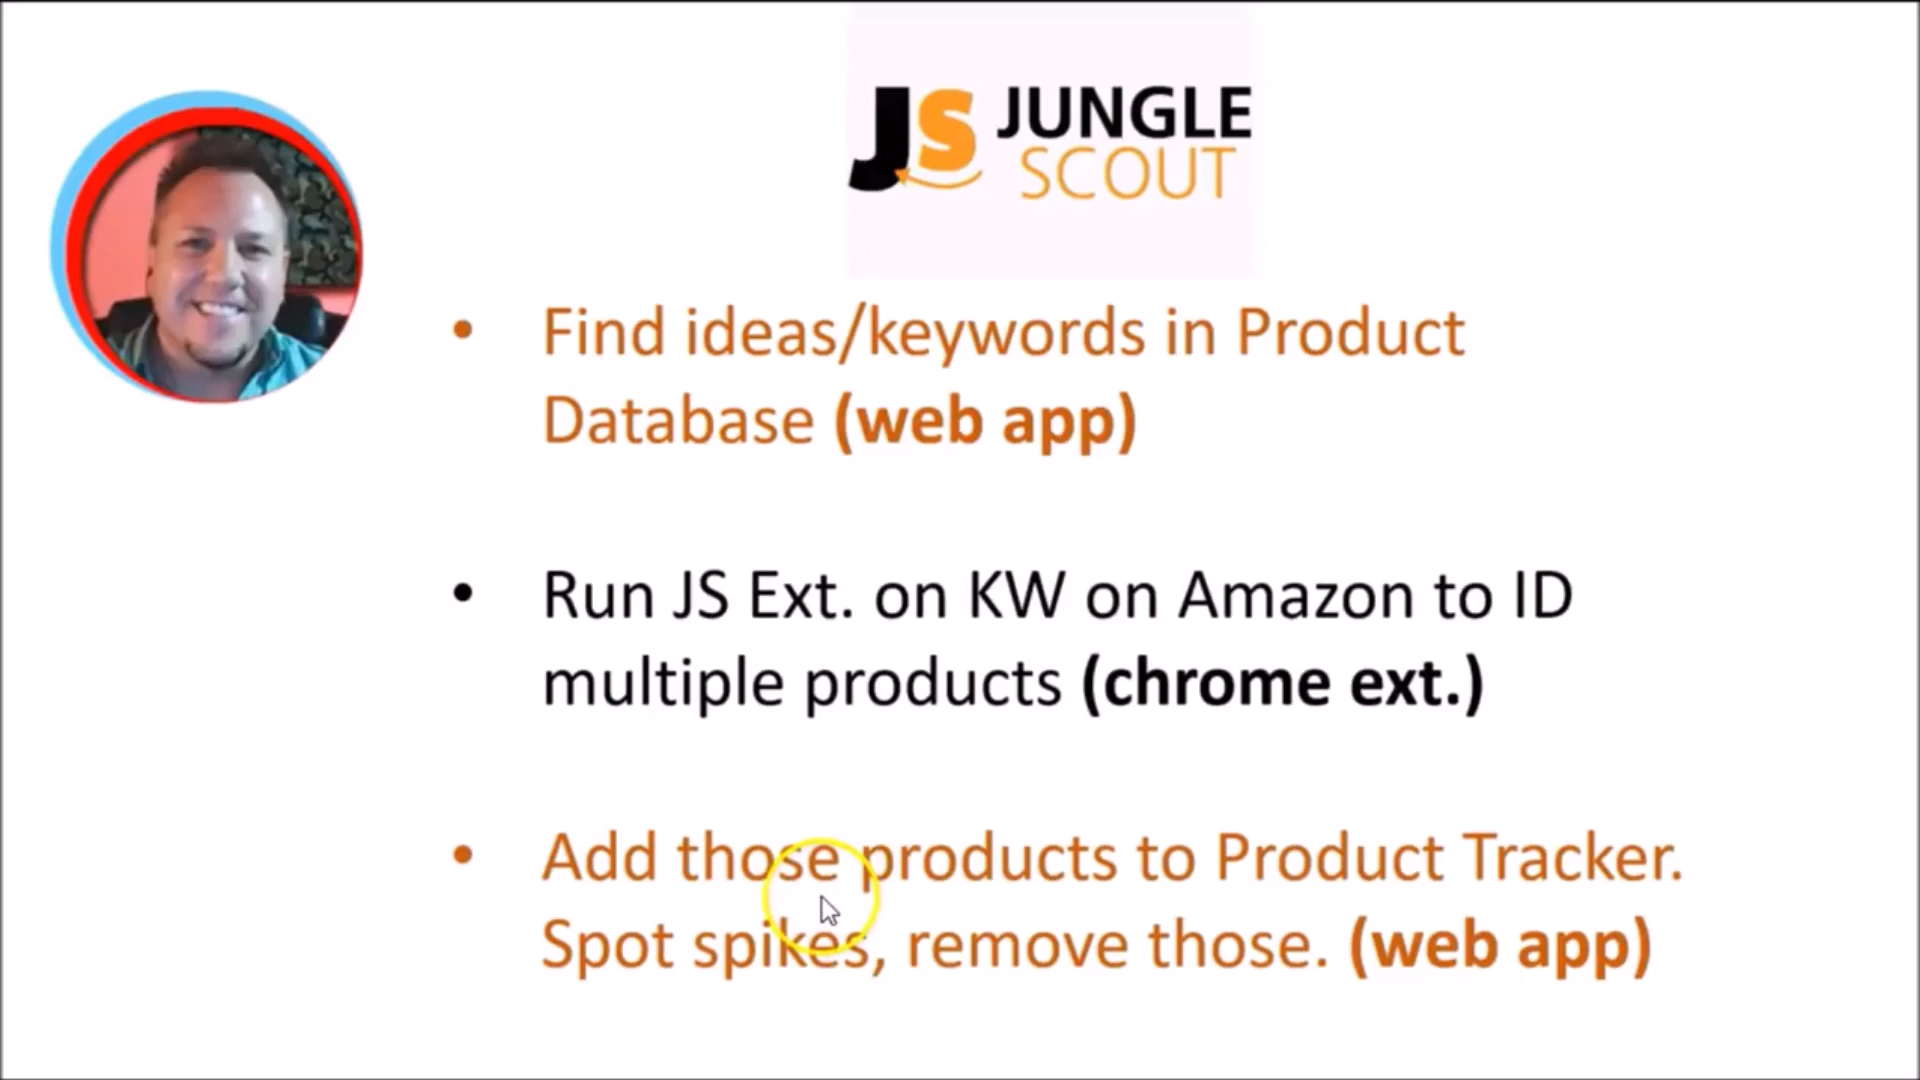 JS JUNGLE
SCOUT
• Find ideas/keywords in Product
Database (web app)
• Run JS Ext. on KW on Amazon to ID
multiple products (chrome ext.)
• Add those products to Product Tracker.
Spot spikes, remove those. (web app)